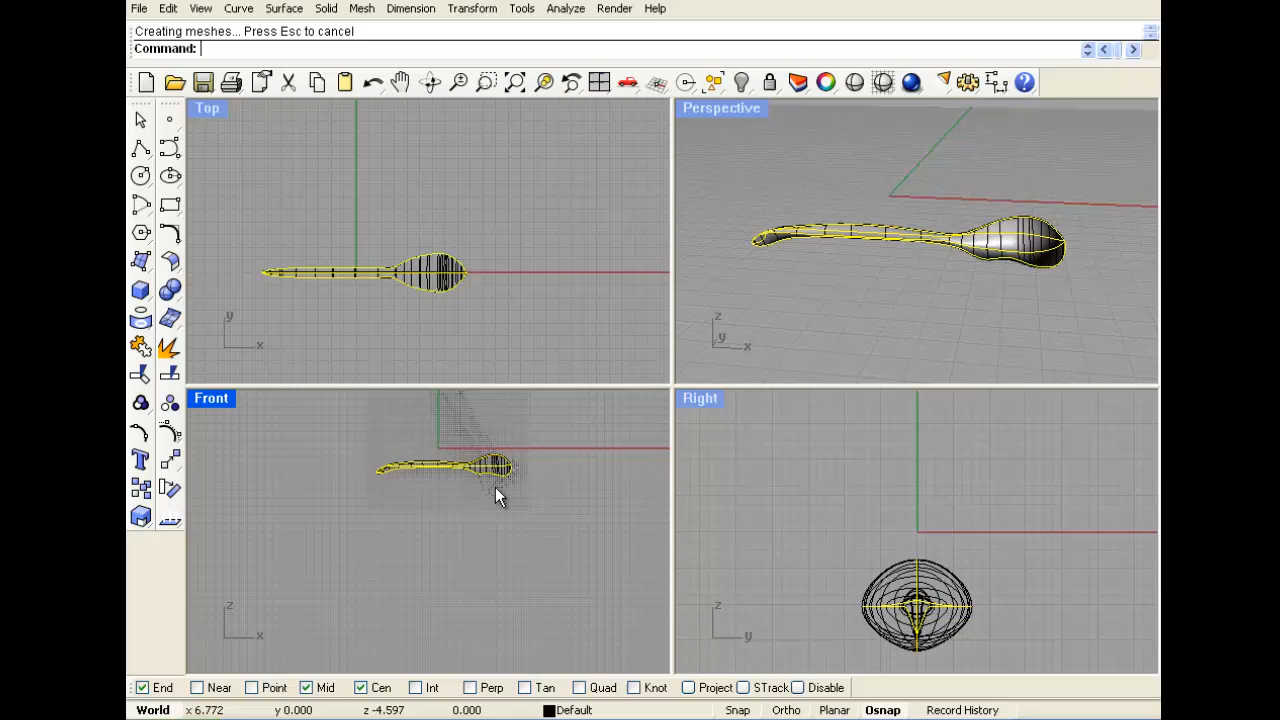 File Edit View Curve Surface Solid Mesh Dimension Transform Tools Analyze Render Help
Creating meshes... Press Esc to cancel
Command:
Top
Perspective
y
x
z
y
x
Front
Right
z
x
z
y
End Near Point Mid Cen Int Perp Tan Quad Knot Project STrack Disable
World x 6.772 y 0.000 z -4.597 0.000 Default Snap Ortho Planar Osnap Record History